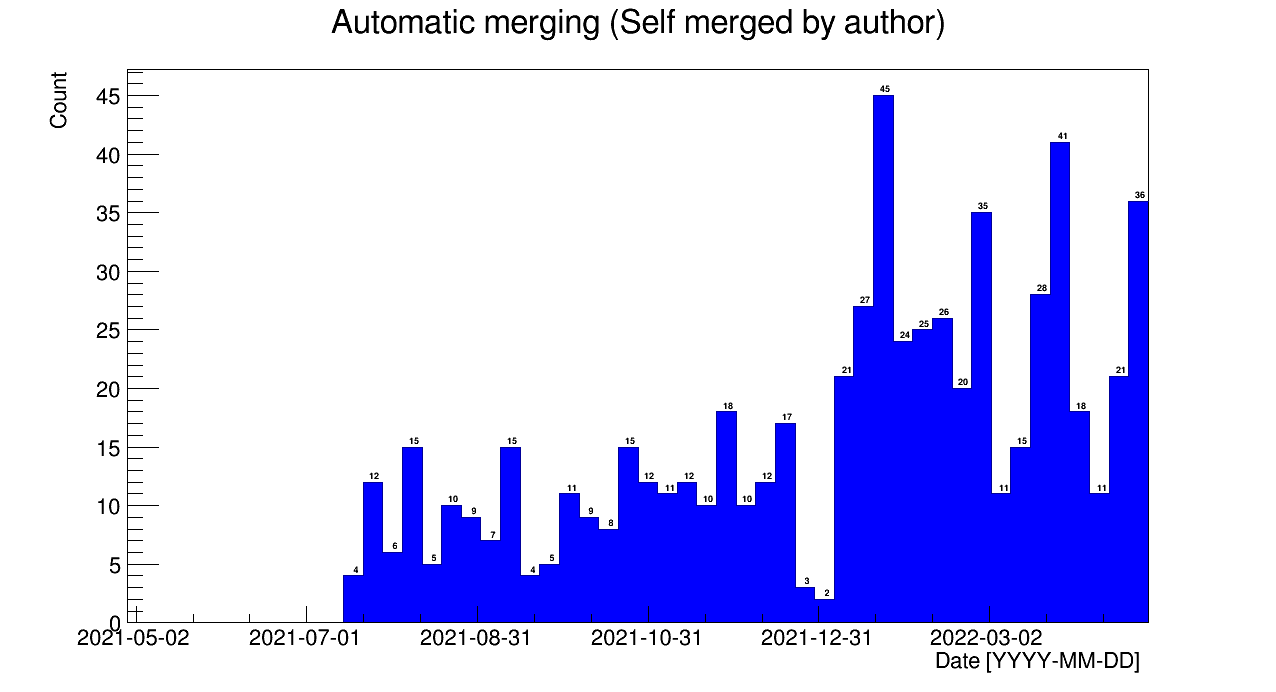 Automatic merging (Self merged by author)
Count
45
40
35
30
25
20
15
10
5
0
4 12 6 15 5 10 9 7 15 4 5 11 9 8 15 12 11 12 10 18 10 12 17 3 2 21 27 45 24 25 26 20 35 11 15 28 41 18 11 21 36
2021-05-02 2021-07-01 2021-08-31 2021-10-31 2021-12-31 2022-03-02
Date [YYYY-MM-DD]